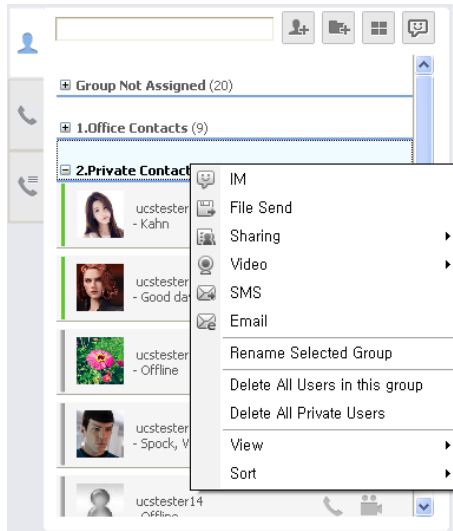 Group Not Assigned (20)
1.Office Contacts (9)
2.Private Contact
ucstester
- Kahn
ucstester
- Good da
ucstester
- Offline
ucstester
- Spock, V
ucstester14
Offline
IM
File Send
Sharing
Video
SMS
Email
Rename Selected Group
Delete All Users in this group
Delete All Private Users
View
Sort